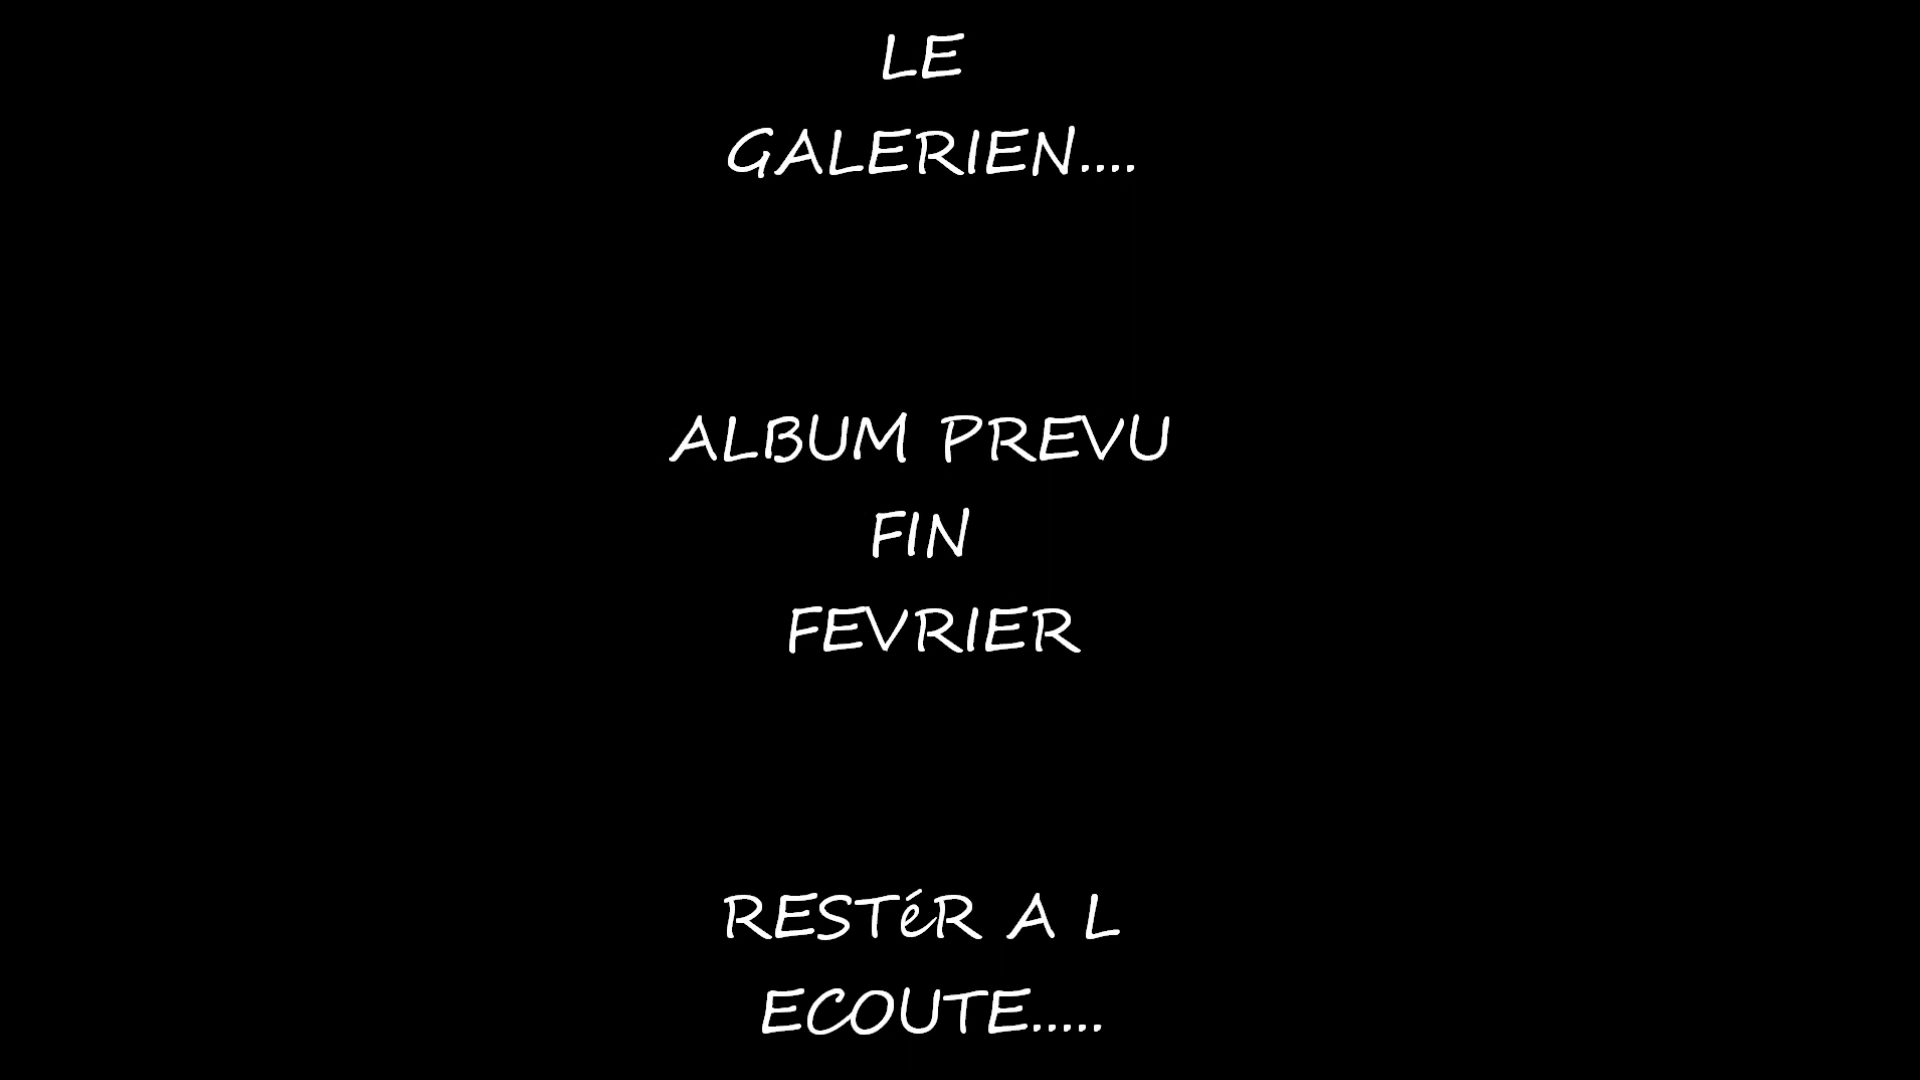 LE
GALERIEN....
ALBUM PREVU
FIN
FEVRIER
RESTéR A L
ECOUTE.....